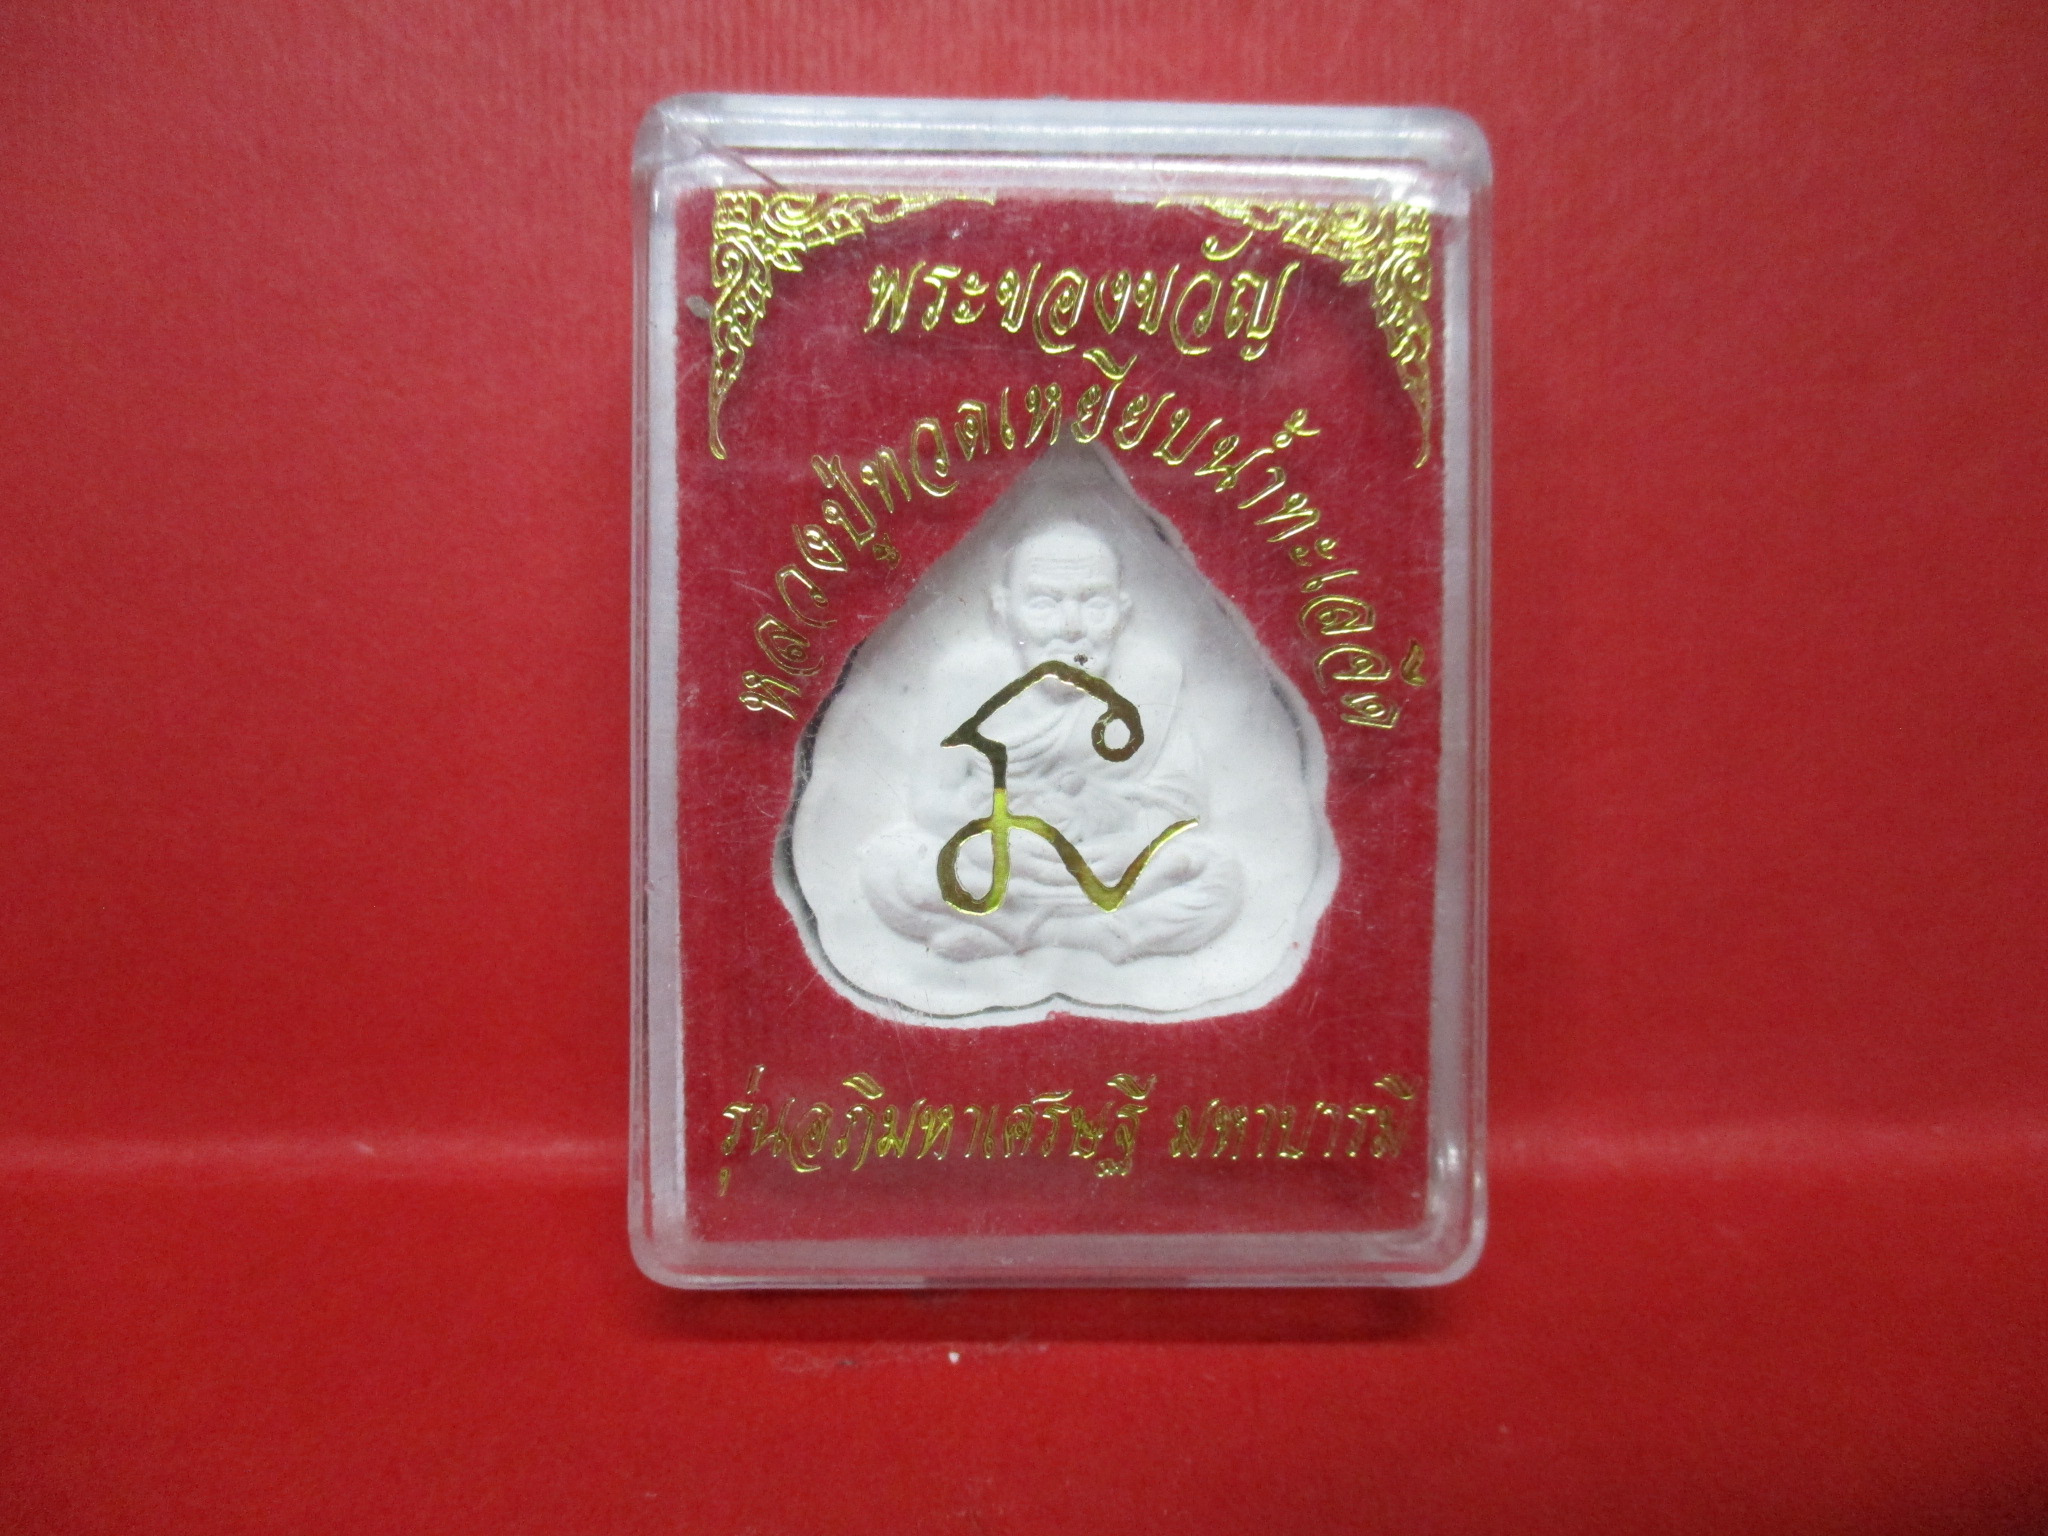 พระของขวัญ
หลวงปู่ทวดเหยียบน้ำทะเลจืด
รุ่นอภิมหาเศรษฐี มหาบารมี